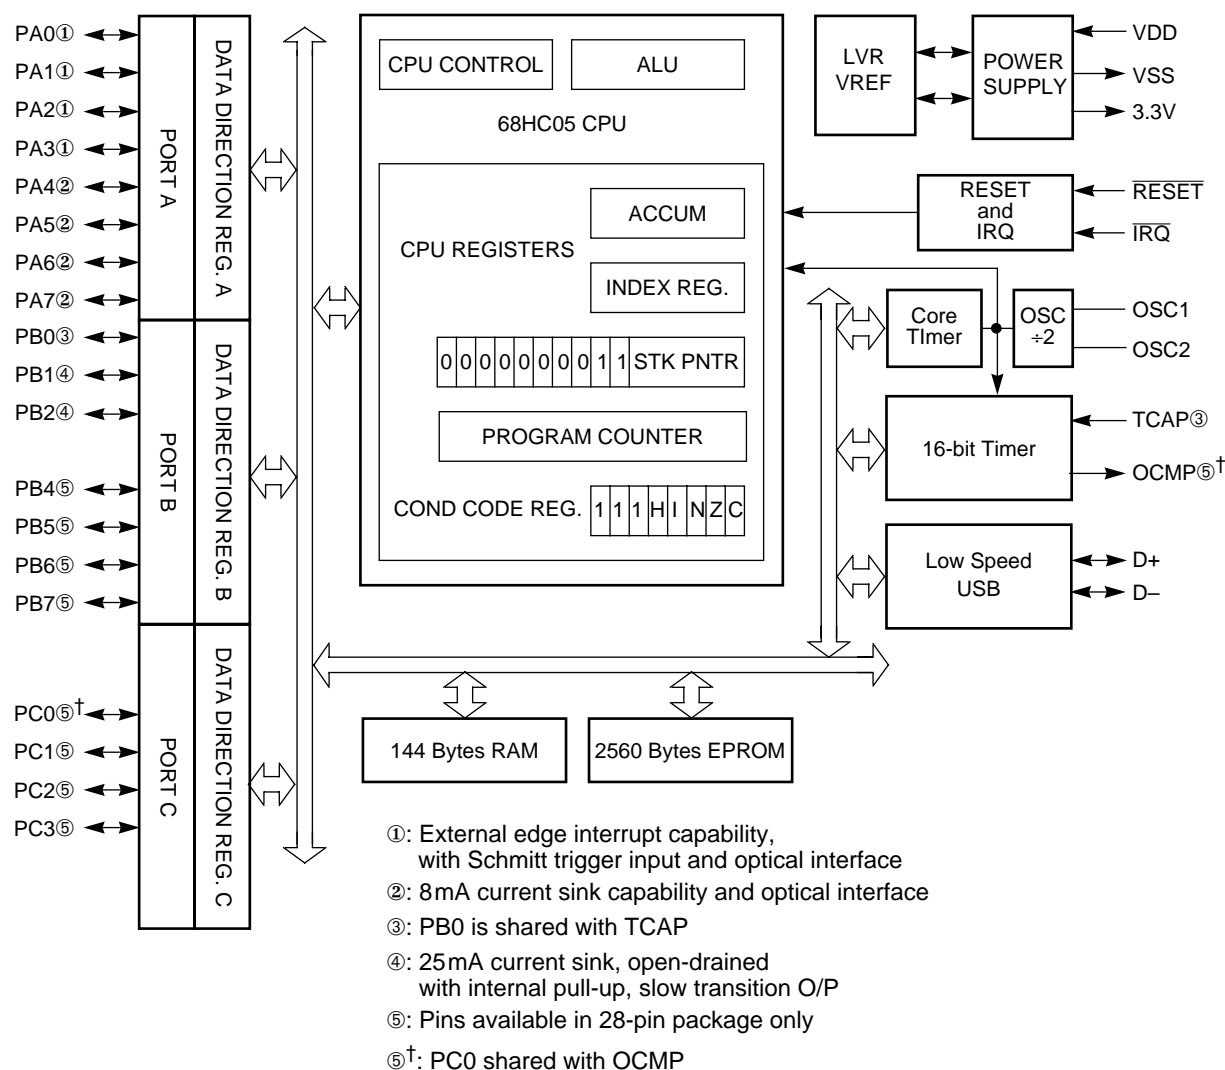 PA0①
PA1①
PA2①
PA3①
PA4②
PA5②
PA6②
PA7②
PB0③
PB1④
PB2④
PB4⑤
PB5⑤
PB6⑤
PB7⑤
PC0⑤†
PC1⑤
PC2⑤
PC3⑤
PORT A
DATA DIRECTION REG. A
PORT B
DATA DIRECTION REG. B
PORT C
DATA DIRECTION REG. C
CPU CONTROL
ALU
68HC05 CPU
ACCUM
CPU REGISTERS
INDEX REG.
0 0 0 0 0 0 0 0 1 1 STK PNTR
PROGRAM COUNTER
COND CODE REG.
1 1 1 H I N Z C
LVR
VREF
POWER
SUPPLY
VDD
VSS
3.3V
RESET
and
IRQ
RESET
IRQ
Core
TImer
OSC
÷2
OSC1
OSC2
16-bit Timer
TCAP③
OCMP⑤†
Low Speed
USB
D+
D–
144 Bytes RAM
2560 Bytes EPROM
①: External edge interrupt capability,
with Schmitt trigger input and optical interface
②: 8mA current sink capability and optical interface
③: PB0 is shared with TCAP
④: 25mA current sink, open-drained
with internal pull-up, slow transition O/P
⑤: Pins available in 28-pin package only
⑤†: PC0 shared with OCMP